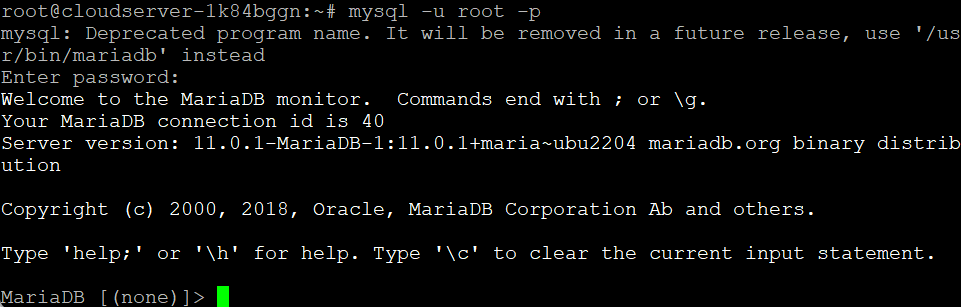 root@cloudserver-1k84bggn:~# mysql -u root -p
mysql: Deprecated program name. It will be removed in a future release, use '/us
r/bin/mariadb' instead
Enter password:
Welcome to the MariaDB monitor.  Commands end with ; or \g.
Your MariaDB connection id is 40
Server version: 11.0.1-MariaDB-1:11.0.1+maria~ubu2204 mariadb.org binary distrib
ution
Copyright (c) 2000, 2018, Oracle, MariaDB Corporation Ab and others.
Type 'help;' or '\h' for help. Type '\c' to clear the current input statement.
MariaDB [(none)]>